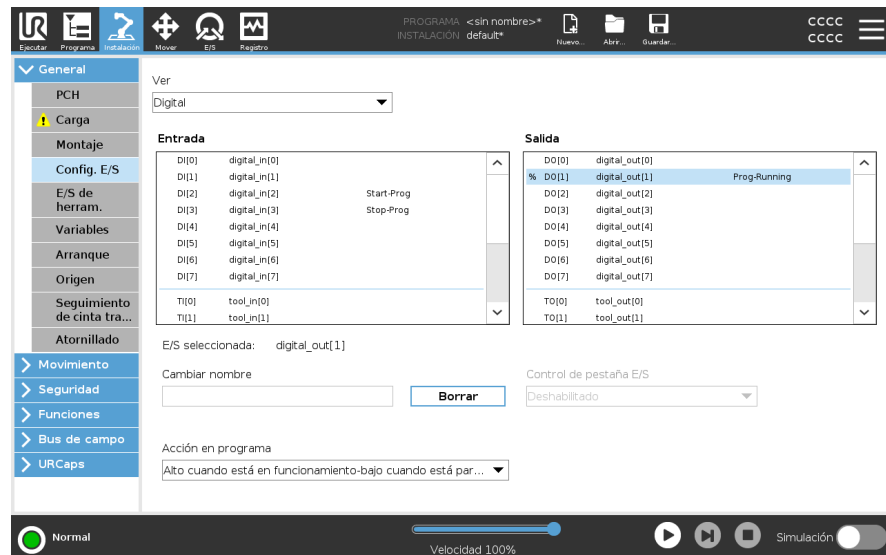 PROGRAMA <sin nombre>*
INSTALACIÓN default*
Ejecutar Programa Instalación Mover E/S Registro Nuevo... Abrir... Guardar...
CCCC
CCCC
General
PCH
Carga
Montaje
Config. E/S
E/S de
herram.
Variables
Arranque
Origen
Seguimiento
de cinta tra...
Atornillado
Movimiento
Seguridad
Funciones
Bus de campo
URCaps
Ver
Digital
Entrada
DI[0] digital_in[0]
DI[1] digital_in[1]
DI[2] digital_in[2] Start-Prog
DI[3] digital_in[3] Stop-Prog
DI[4] digital_in[4]
DI[5] digital_in[5]
DI[6] digital_in[6]
DI[7] digital_in[7]
TI[0] tool_in[0]
TI[1] tool_in[1]
Salida
DO[0] digital_out[0]
% DO[1] digital_out[1] Prog-Running
DO[2] digital_out[2]
DO[3] digital_out[3]
DO[4] digital_out[4]
DO[5] digital_out[5]
DO[6] digital_out[6]
DO[7] digital_out[7]
TO[0] tool_out[0]
TO[1] tool_out[1]
E/S seleccionada: digital_out[1]
Cambiar nombre
Borrar
Control de pestaña E/S
Deshabilitado
Acción en programa
Alto cuando está en funcionamiento-bajo cuando está par...
Normal
Velocidad 100%
Simulación